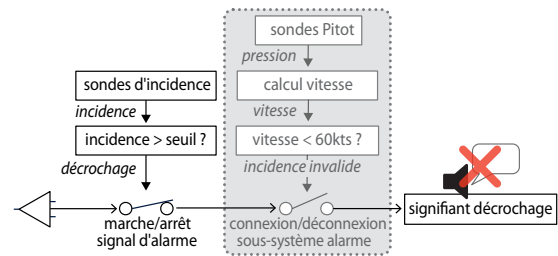 sondes Pitot
pression
sondes d'incidence
calcul vitesse
incidence
vitesse
incidence > seuil ?
vitesse < 60kts ?
décrochage
incidence invalide
marche/arrêt
signal d'alarme
connexion/déconnexion
sous-système alarme
signifiant décrochage